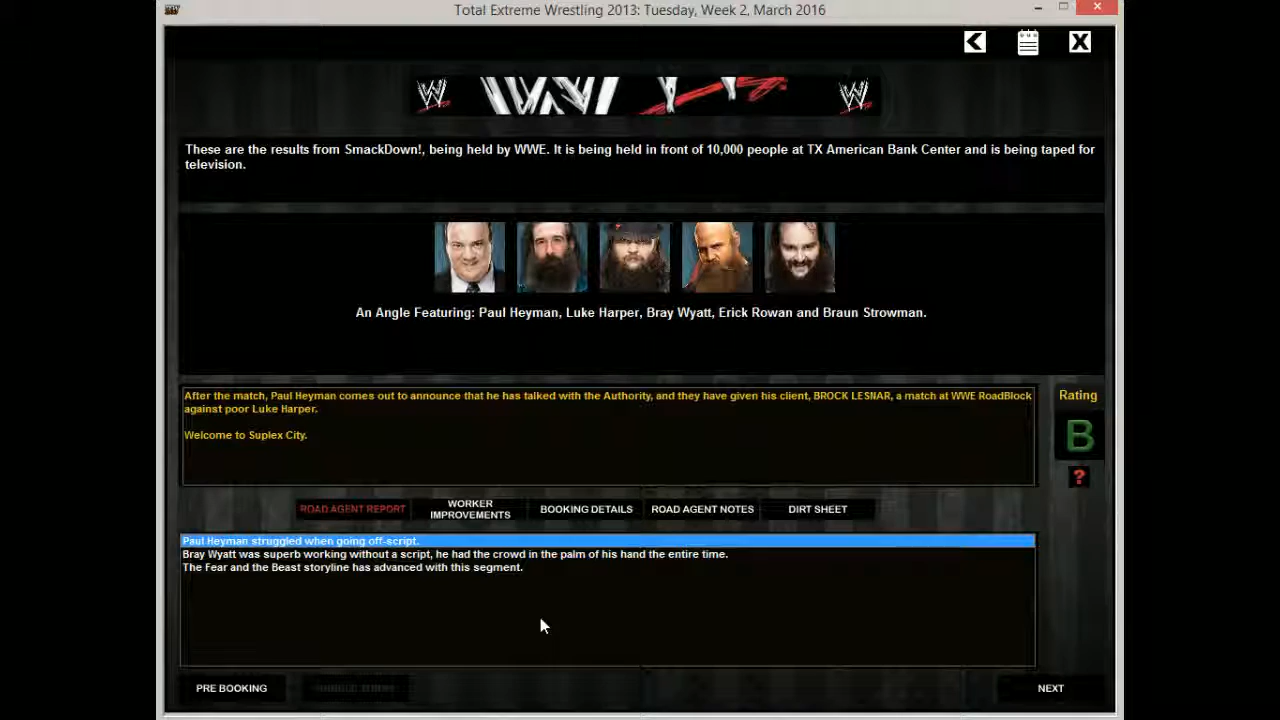 Total Extreme Wrestling 2013: Tuesday, Week 2, March 2016
These are the results from SmackDown!, being held by WWE. It is being held in front of 10,000 people at TX American Bank Center and is being taped for
television.
An Angle Featuring: Paul Heyman, Luke Harper, Bray Wyatt, Erick Rowan and Braun Strowman.
After the match, Paul Heyman comes out to announce that he has talked with the Authority, and they have given his client, BROCK LESNAR, a match at WWE RoadBlock
against poor Luke Harper.
Welcome to Suplex City.
Rating
B
?
ROAD AGENT REPORT
WORKER
IMPROVEMENTS
BOOKING DETAILS
ROAD AGENT NOTES
DIRT SHEET
Paul Heyman struggled when going off-script.
Bray Wyatt was superb working without a script, he had the crowd in the palm of his hand the entire time.
The Fear and the Beast storyline has advanced with this segment.
PRE BOOKING
NEXT